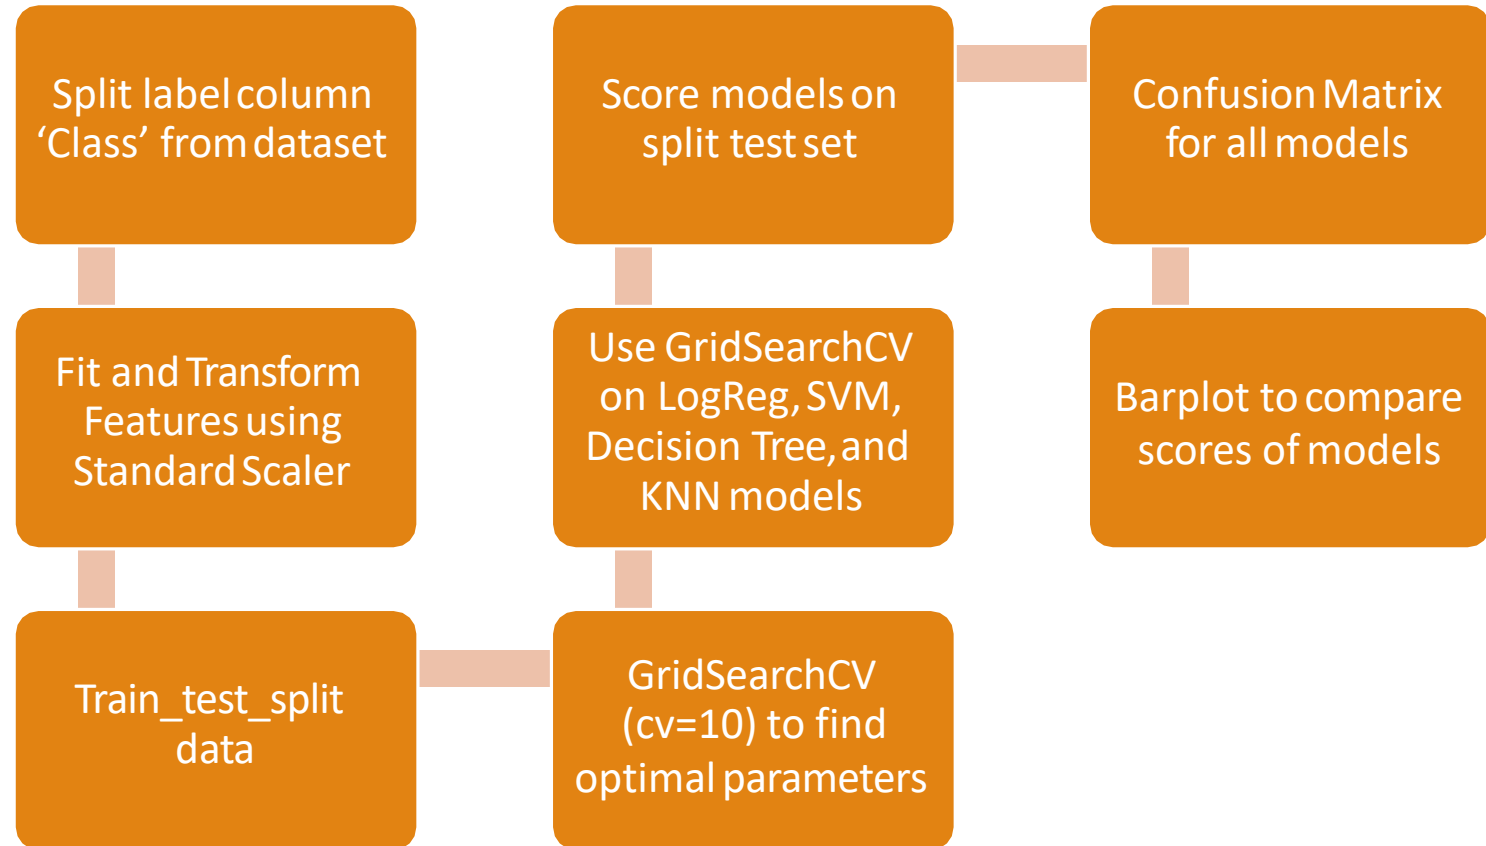 Split label column
‘Class’ from dataset
Fit and Transform
Features using
Standard Scaler
Train_test_split
data
GridSearchCV
(cv=10) to find
optimal parameters
Use GridSearchCV
on LogReg, SVM,
Decision Tree, and
KNN models
Score models on
split test set
Confusion Matrix
for all models
Barplot to compare
scores of models